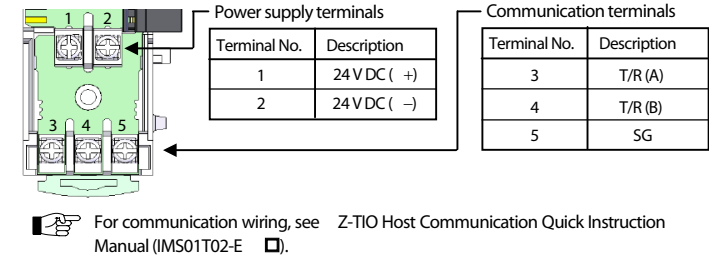 Power supply terminals
Communication terminals
1 2
Terminal No. Description
1 24 V DC ( +)
2 24 V DC ( −)
Terminal No. Description
3 T/R (A)
4 T/R (B)
5 SG
3 4 5
For communication wiring, see Z-TIO Host Communication Quick Instruction
Manual (IMS01T02-E □).